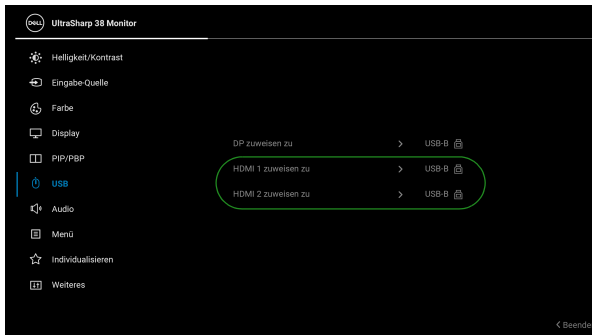 DELL UltraSharp 38 Monitor
Helligkeit/Kontrast
Eingabe-Quelle
Farbe
Display
DP zuweisen zu > USB-B
PIP/PBP
HDMI 1 zuweisen zu > USB-B
USB
HDMI 2 zuweisen zu > USB-B
Audio
Menü
Individualisieren
Weiteres
< Beende